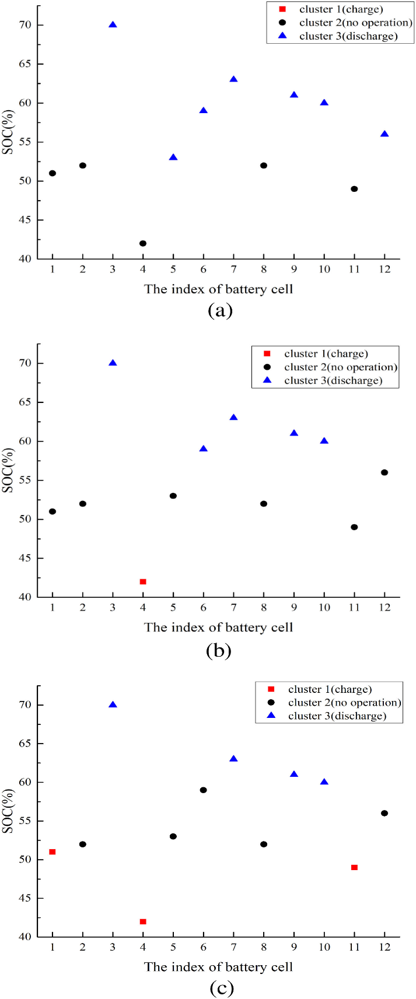 cluster 1(charge)
cluster 2(no operation)
cluster 3(discharge)
70
65
60
55
50
45
40
SOC(%)
1 2 3 4 5 6 7 8 9 10 11 12
The index of battery cell
(a)
cluster 1(charge)
cluster 2(no operation)
cluster 3(discharge)
70
65
60
55
50
45
40
SOC(%)
1 2 3 4 5 6 7 8 9 10 11 12
The index of battery cell
(b)
cluster 1(charge)
cluster 2(no operation)
cluster 3(discharge)
70
65
60
55
50
45
40
SOC(%)
1 2 3 4 5 6 7 8 9 10 11 12
The index of battery cell
(c)